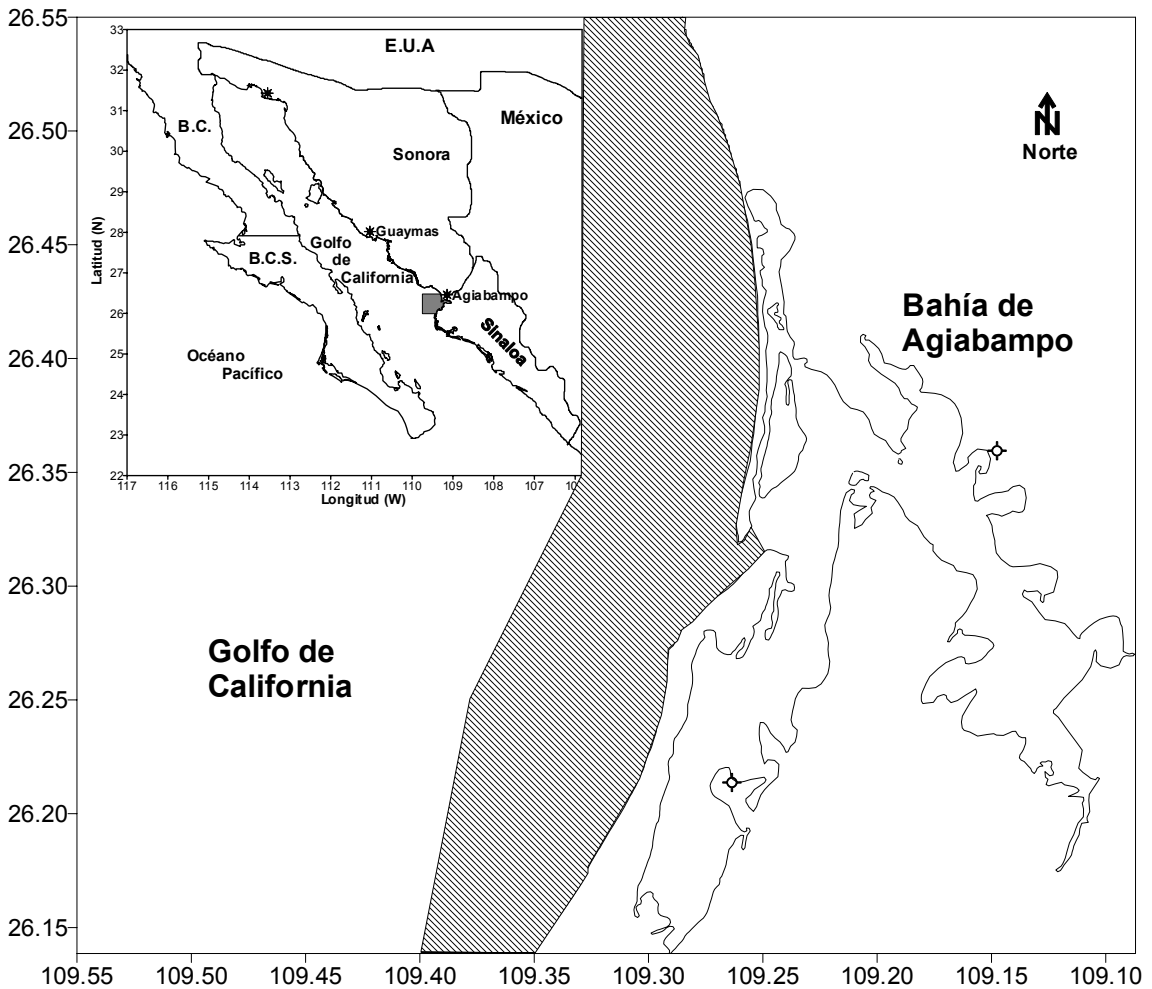 26.55
26.50
26.45
26.40
26.35
26.30
26.25
26.20
26.15
109.55
109.50
109.45
109.40
109.35
109.30
109.25
109.20
109.15
109.10
33
32
31
30
29
28
27
26
25
24
23
22
117
116
115
114
113
112
111
110
109
108
107
Latitud (N)
Longitud (W)
E.U.A
México
B.C.
Sonora
Guaymas
B.C.S.
Golfo
de
California
Agiabampo
Sinaloa
Océano
Pacífico
N
Norte
Bahía de
Agiabampo
Golfo de
California